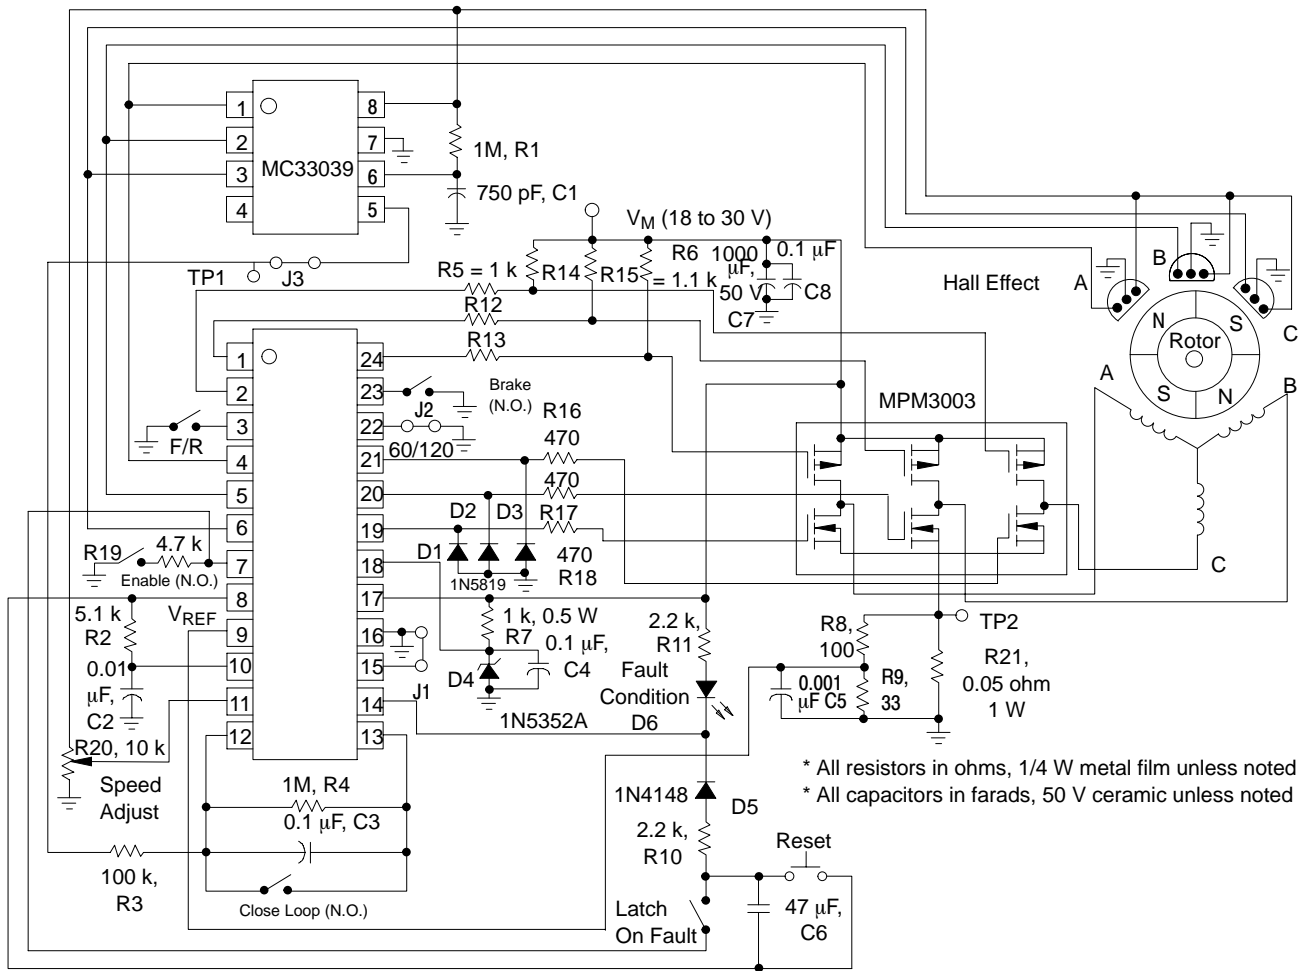 1
8
2
7
MC33039
3
6
4
5
1M, R1
750 pF, C1
VM (18 to 30 V)
TP1
J3
R5 = 1 k
R14
R15
R6
= 1.1 k
1000
μF,
50 V
C7
0.1 μF
C8
R12
R13
Hall Effect
A
B
C
N
S
Rotor
S
N
A
B
C
1
24
2
23
Brake
(N.O.)
3
22
J2
F/R
60/120
4
21
R16
470
5
20
470
6
19
D2
D3
R17
R19
4.7 k
7
18
D1
1N5819
470
R18
Enable (N.O.)
MPM3003
8
17
5.1 k
R2
VREF
9
16
1 k, 0.5 W
R7
0.1 μF,
C4
2.2 k,
R11
0.01
μF,
C2
10
15
J1
D4
Fault
Condition
D6
11
14
1N5352A
12
13
R8,
100
TP2
R21,
0.05 ohm
1 W
0.001
μF C5
R9,
33
R20, 10 k
Speed
Adjust
1M, R4
0.1 μF, C3
1N4148
D5
* All resistors in ohms, 1/4 W metal film unless noted
* All capacitors in farads, 50 V ceramic unless noted
2.2 k,
R10
Reset
100 k,
R3
Close Loop (N.O.)
Latch
On Fault
47 μF,
C6